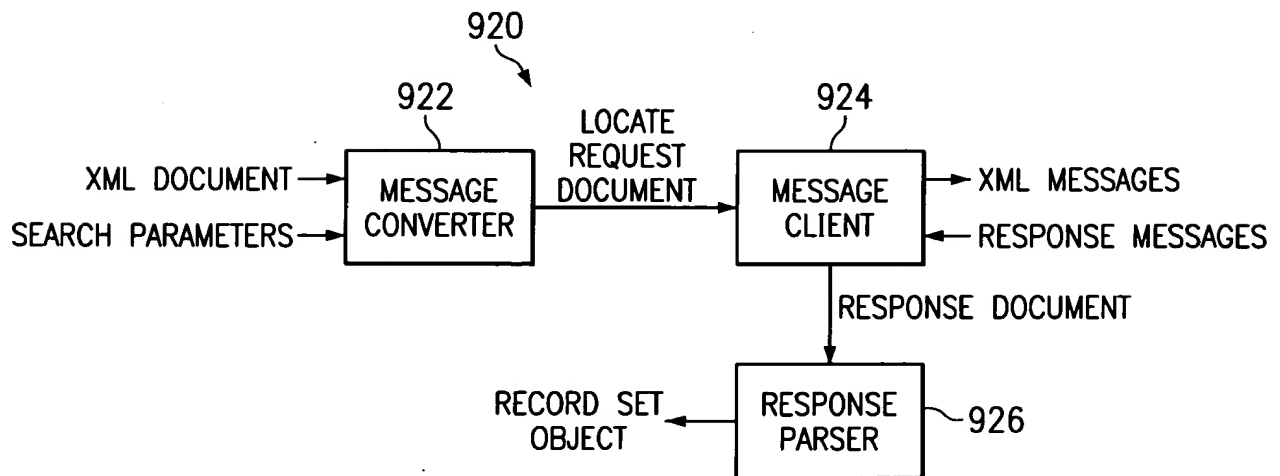 920
922
924
LOCATE
REQUEST
DOCUMENT
XML DOCUMENT
SEARCH PARAMETERS
MESSAGE
CONVERTER
MESSAGE
CLIENT
XML MESSAGES
RESPONSE MESSAGES
RESPONSE DOCUMENT
RECORD SET
OBJECT
RESPONSE
PARSER
926